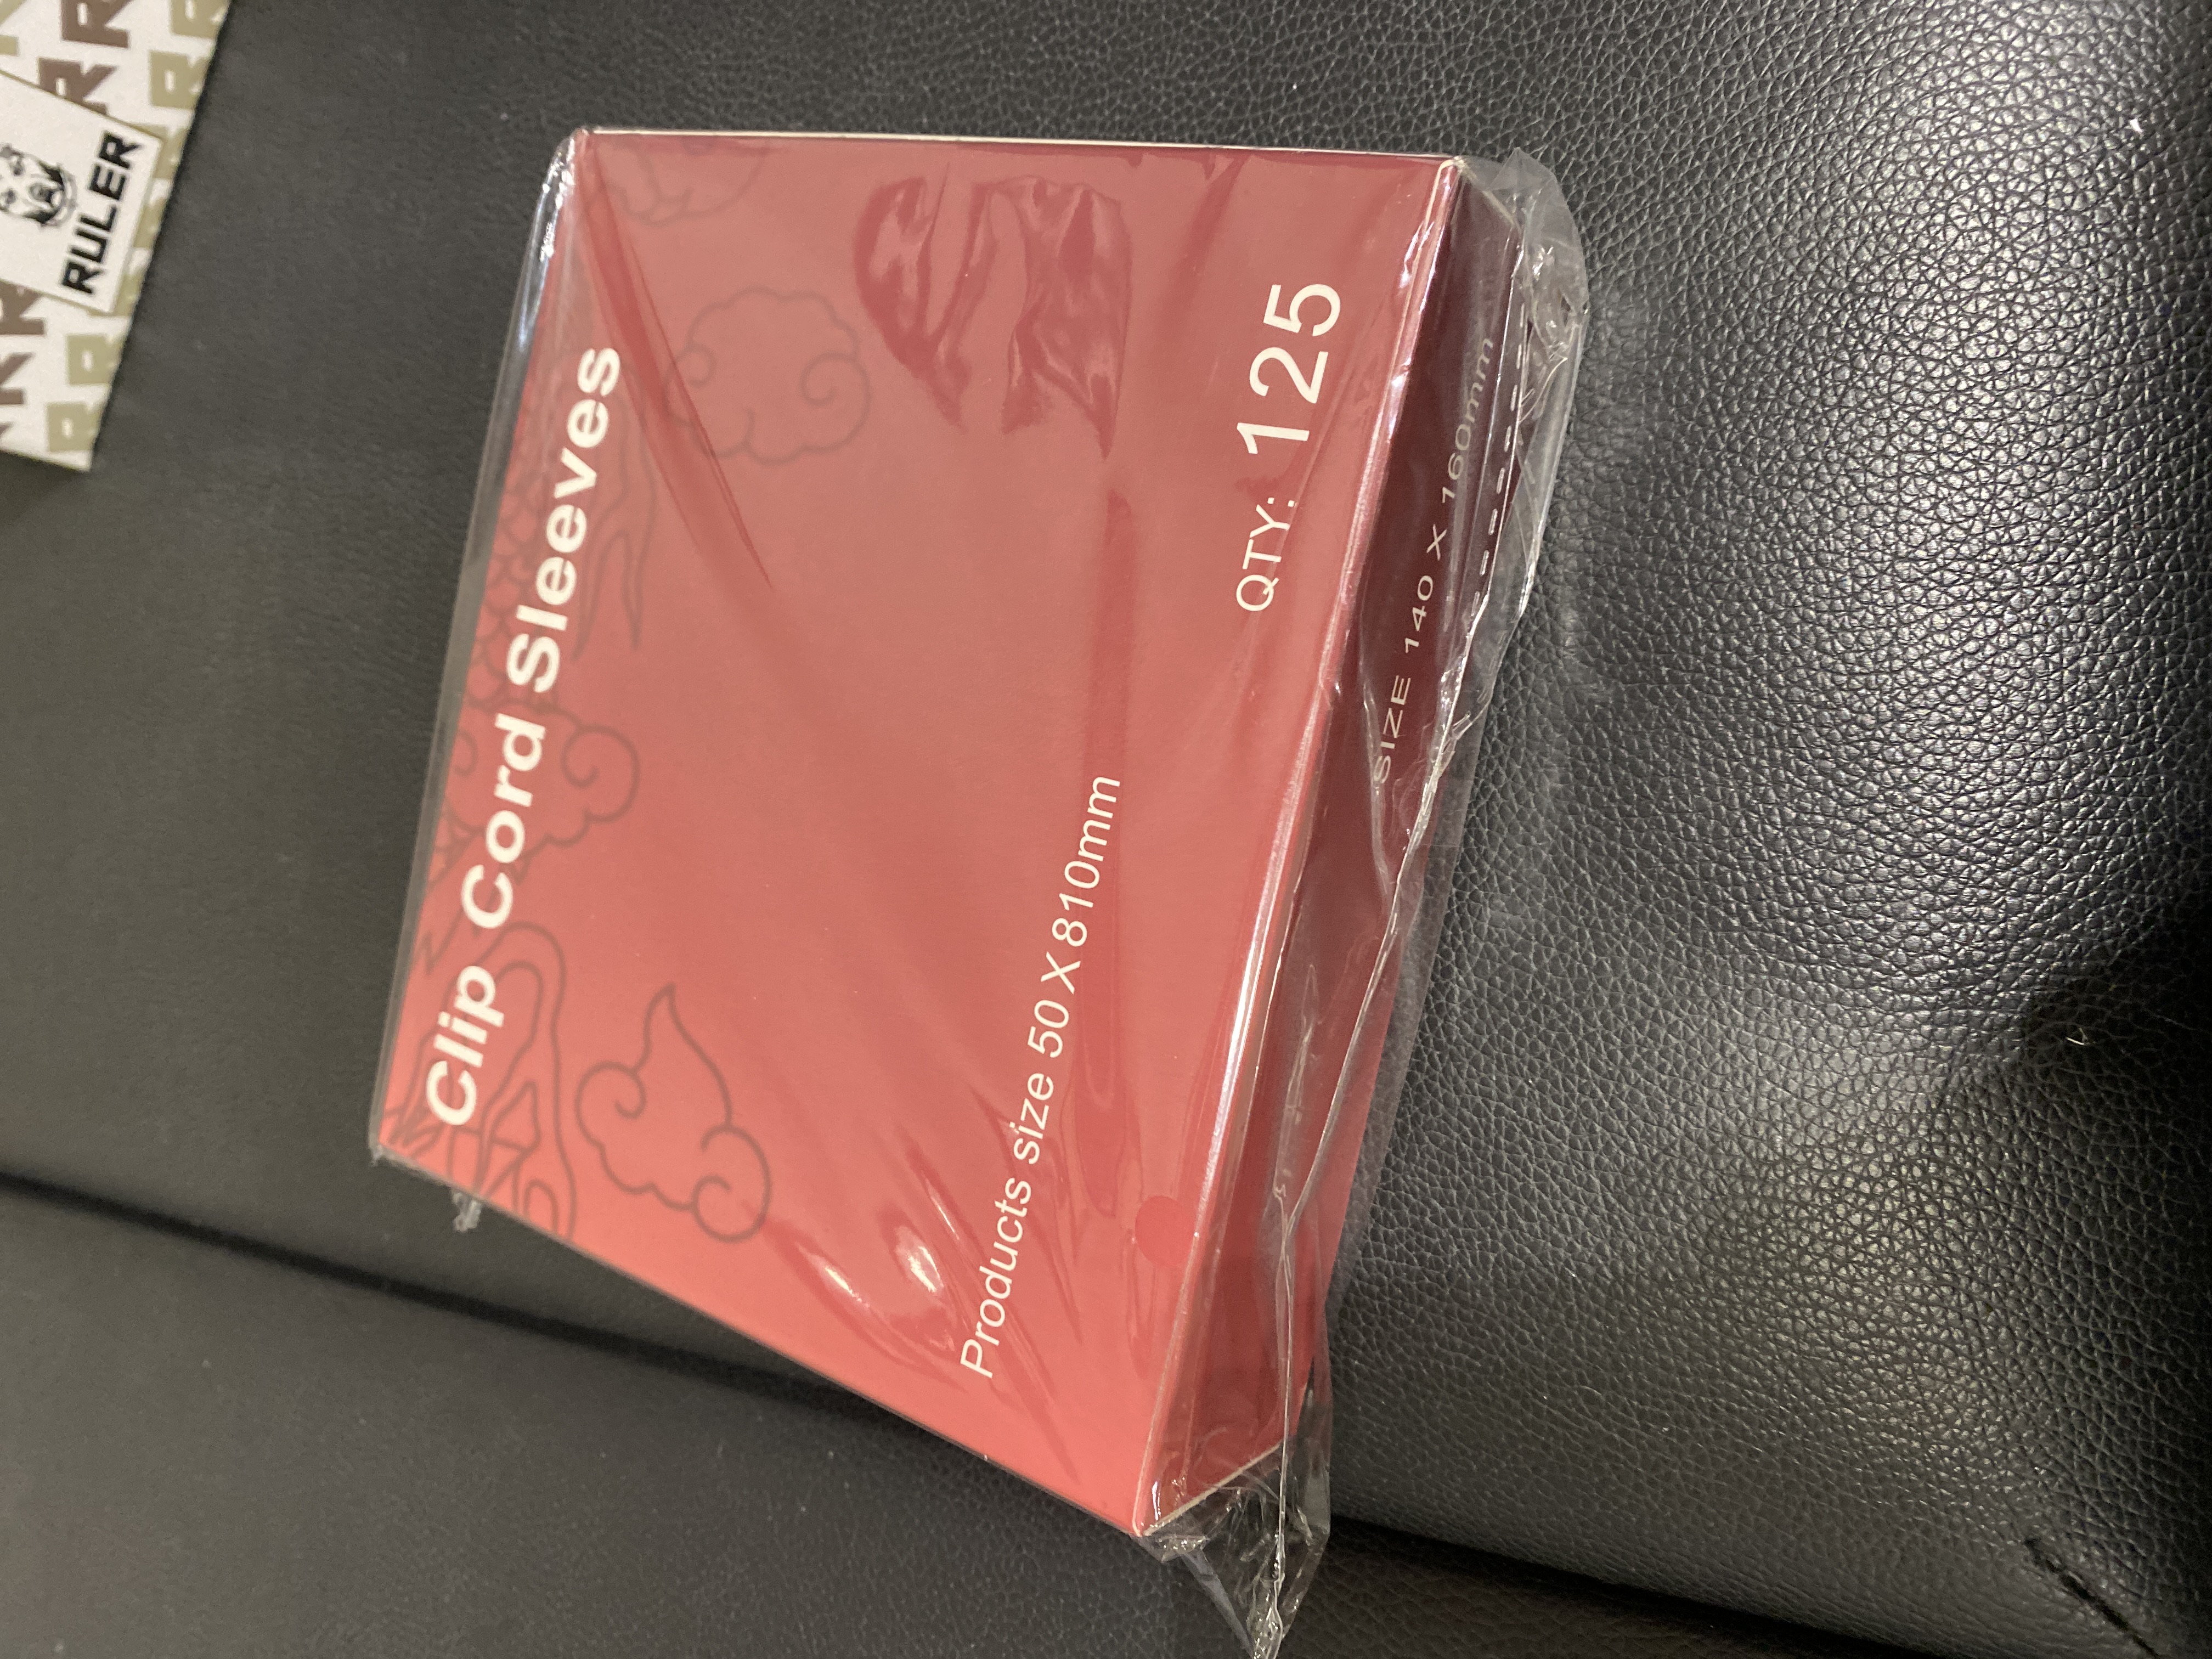 Clip Cord Sleeves
Products size 50 X 810mm
QTY: 125
SIZE 140 X 160mm
RULER